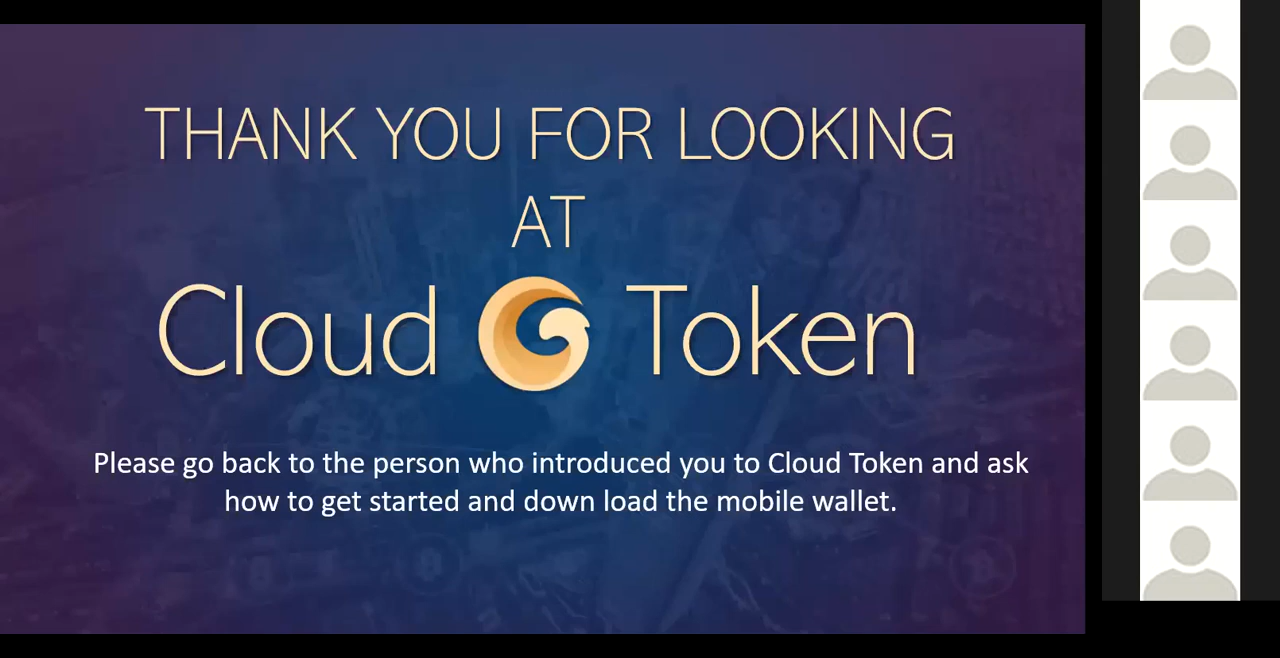 THANK YOU FOR LOOKING
AT
Cloud Token
Please go back to the person who introduced you to Cloud Token and ask
how to get started and down load the mobile wallet.